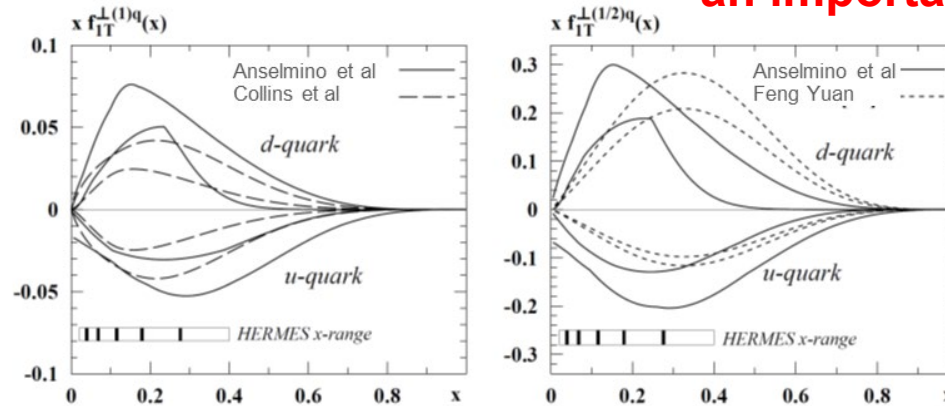 an importa
x f⊥(1)q1T(x)
0.1
0.05
0
-0.05
-0.1
0 0.2 0.4 0.6 0.8 x
Anselmino et al
Collins et al
d-quark
u-quark
HERMES x-range
x f⊥(1/2)q1T(x)
0.3
0.2
0.1
0
-0.1
-0.2
-0.3
0 0.2 0.4 0.6 0.8
Anselmino et al
Feng Yuan
d-quark
u-quark
HERMES x-range